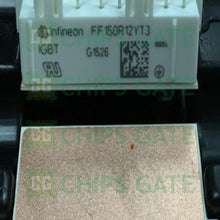 infineon FF150R12YT3
IGBT G1526
CHIPS GATE
CHIPS GATE